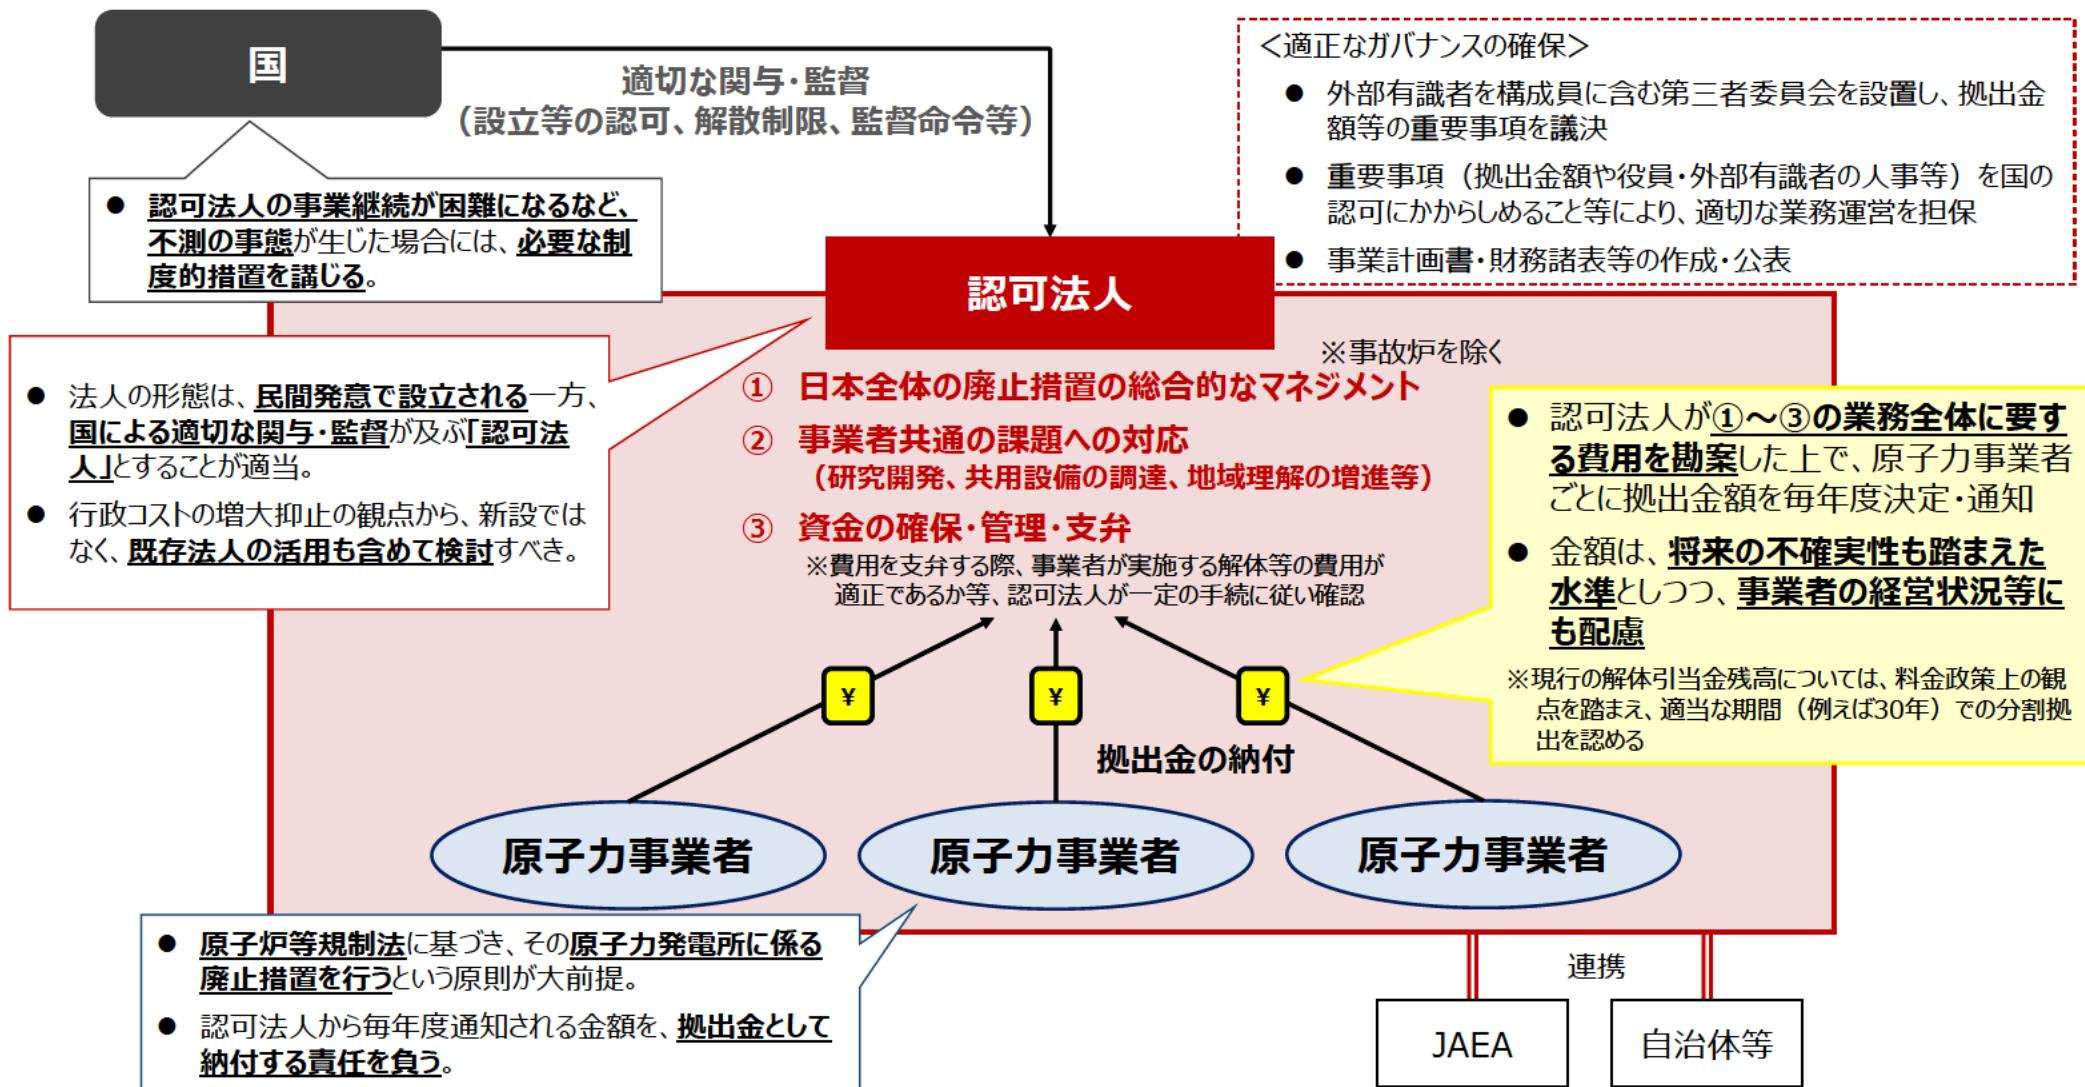 国
適切な関与・監督
（設立等の認可、解散制限、監督命令等）
＜適正なガバナンスの確保＞
● 外部有識者を構成員に含む第三者委員会を設置し、拠出金
額等の重要事項を議決
● 重要事項（拠出金額や役員・外部有識者の人事等）を国の
認可にかからしめること等により、適切な業務運営を担保
● 事業計画書・財務諸表等の作成・公表
● 認可法人の事業継続が困難になるなど、
不測の事態が生じた場合には、必要な制
度的措置を講じる。
認可法人
※事故炉を除く
● 法人の形態は、民間発意で設立される一方、
国による適切な関与・監督が及ぶ「認可法
人」とすることが適当。
● 行政コストの増大抑止の観点から、新設では
なく、既存法人の活用も含めて検討すべき。
① 日本全体の廃止措置の総合的なマネジメント
② 事業者共通の課題への対応
（研究開発、共用設備の調達、地域理解の増進等）
③ 資金の確保・管理・支弁
※費用を支弁する際、事業者が実施する解体等の費用が
適正であるか等、認可法人が一定の手続に従い確認
● 認可法人が①～③の業務全体に要す
る費用を勘案した上で、原子力事業者
ごとに拠出金額を毎年度決定・通知
● 金額は、将来の不確実性も踏まえた
水準としつつ、事業者の経営状況等に
も配慮
※現行の解体引当金残高については、料金政策上の観
点を踏まえ、適当な期間（例えば30年）での分割拠
出を認める
¥
¥
¥
拠出金の納付
原子力事業者
原子力事業者
原子力事業者
● 原子炉等規制法に基づき、その原子力発電所に係る
廃止措置を行うという原則が大前提。
● 認可法人から毎年度通知される金額を、拠出金として
納付する責任を負う。
連携
JAEA
自治体等